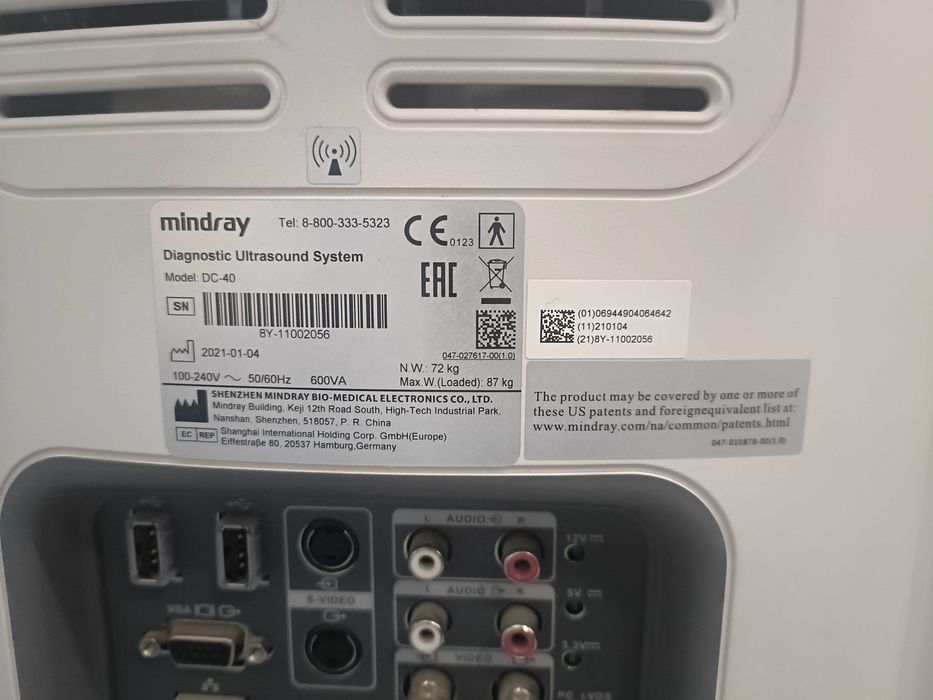 mindray Tel: 8-800-333-5323
CE 0123
Diagnostic Ultrasound System
Model: DC-40
EAC
SN
8Y-11002056
2021-01-04
047-027617-00(1.0)
N.W.: 72 kg
100-240V ~ 50/60Hz 600VA
Max.W.(Loaded): 87 kg
SHENZHEN MINDRAY BIO-MEDICAL ELECTRONICS CO., LTD.
Mindray Building, Keji 12th Road South, High-Tech Industrial Park,
Nanshan, Shenzhen, 518057, P. R. China
EC REP Shanghai International Holding Corp. GmbH(Europe)
Eiffestraße 80, 20537 Hamburg,Germany
(01)06944904064642
(11)210104
(21)8Y-11002056
The product may be covered by one or more of
these US patents and foreignequivalent list at:
www.mindray.com/na/common/patents.html
047-010878-00(1.0)
L AUDIO R
12V
S-VIDEO
L AUDIO R
5V
VGA
3.3V
VIDEO
PC LVDS